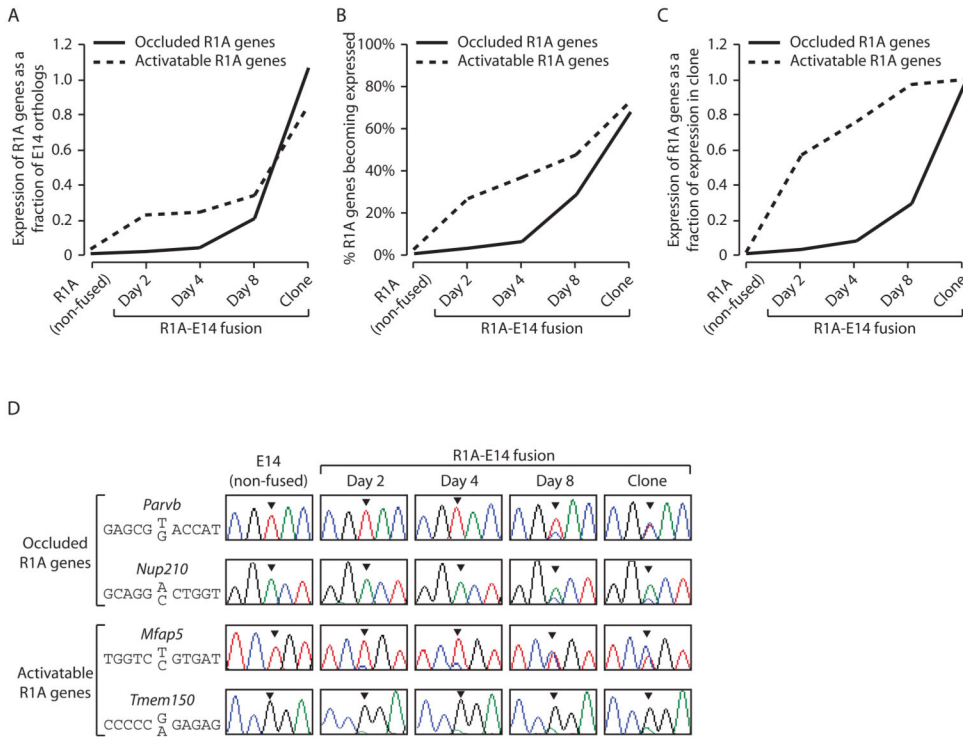 A
Expression of R1A genes as a
fraction of E14 orthologs
1.2
1.0
0.8
0.6
0.4
0.2
0
Occluded R1A genes
Activatable R1A genes
R1A
(non-fused)
Day 2
Day 4
Day 8
Clone
R1A-E14 fusion
B
% R1A genes becoming expressed
100%
80%
60%
40%
20%
0%
Occluded R1A genes
Activatable R1A genes
R1A
(non-fused)
Day 2
Day 4
Day 8
Clone
R1A-E14 fusion
C
Expression of R1A genes as a
fraction of expression in clone
1.2
1.0
0.8
0.6
0.4
0.2
0
Occluded R1A genes
Activatable R1A genes
R1A
(non-fused)
Day 2
Day 4
Day 8
Clone
R1A-E14 fusion
D
E14
(non-fused)
R1A-E14 fusion
Day 2
Day 4
Day 8
Clone
Occluded
R1A genes
Parvb
GAGCG T ACCAT
G
Nup210
GCAGG A CTGGT
C
Activatable
R1A genes
Mfap5
TGGTC T GTGAT
C
Tmem150
CCCCC G GAGAG
A